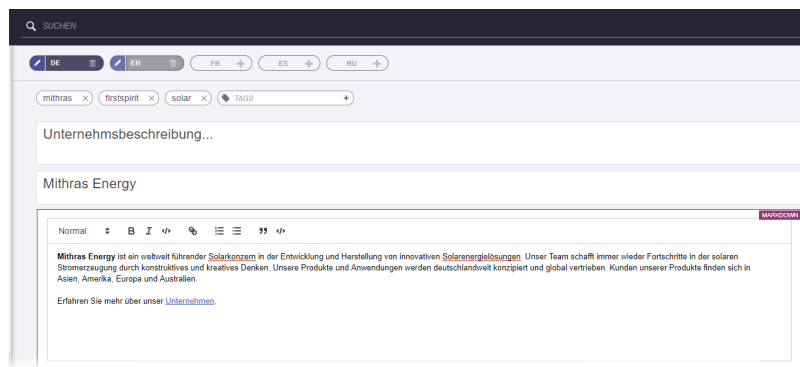 SUCHEN
DE EN FR ES RU
mithras firstspirit solar TAGS
Unternehmsbeschreibung...
Mithras Energy
MARKDOWN
Normal B I
Mithras Energy ist ein weltweit führender Solarkonzern in der Entwicklung und Herstellung von innovativen Solarenergielösungen. Unser Team schafft immer wieder Fortschritte in der solaren
Stromerzeugung durch konstruktives und kreatives Denken. Unsere Produkte und Anwendungen werden deutschlandweit konzipiert und global vertrieben. Kunden unserer Produkte finden sich in
Asien, Amerika, Europa und Australien.
Erfahren Sie mehr über unser Unternehmen.